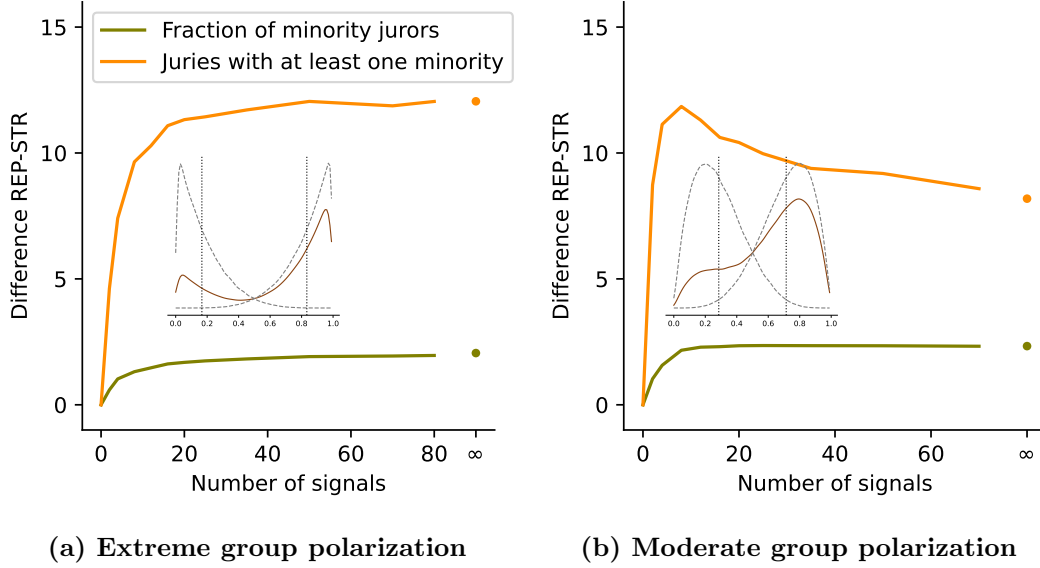 15
10
5
0
Difference REP-STR
Fraction of minority jurors
Juries with at least one minority
0.0 0.2 0.4 0.6 0.8 1.0
0 20 40 60 80 ∞
Number of signals
(a) Extreme group polarization
15
10
5
0
Difference REP-STR
0.0 0.2 0.4 0.6 0.8 1.0
0 20 40 60 ∞
Number of signals
(b) Moderate group polarization